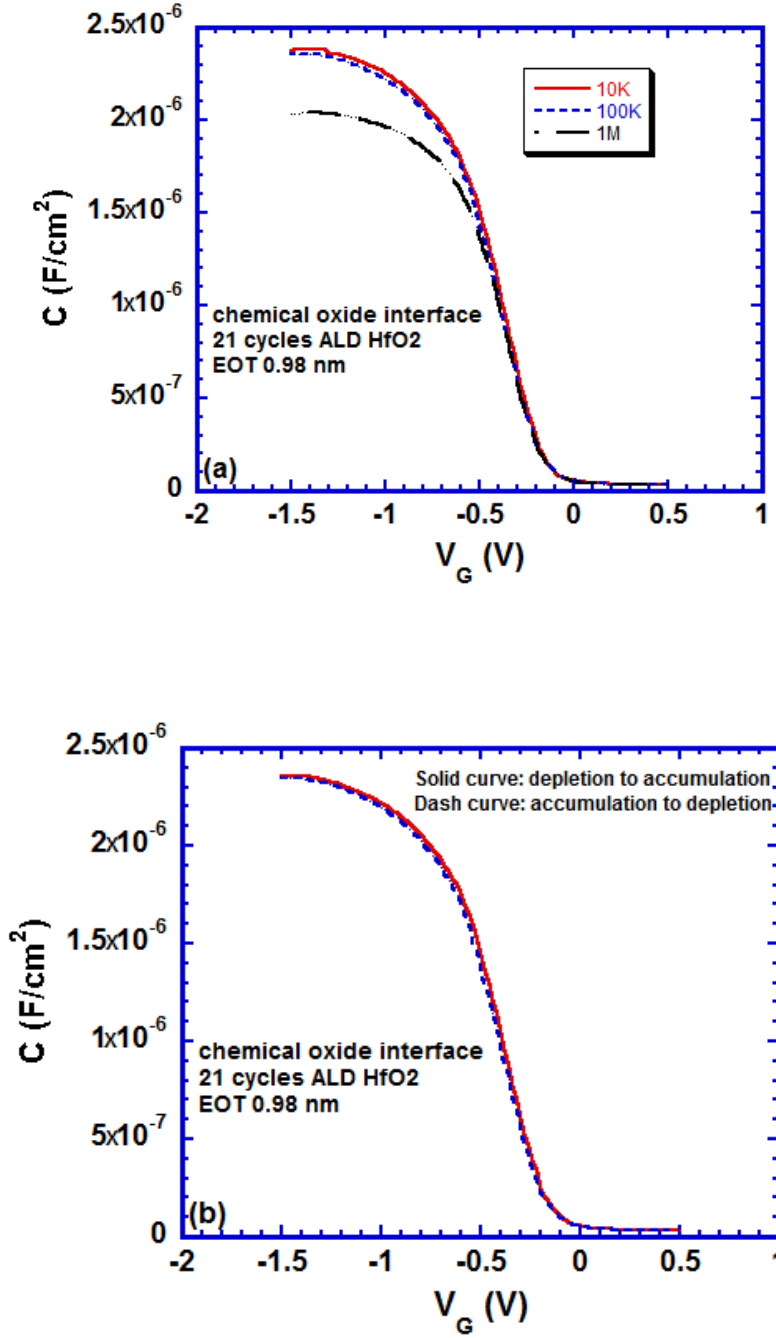 2.5x10⁻⁶
2x10⁻⁶
1.5x10⁻⁶
1x10⁻⁶
5x10⁻⁷
0
C (F/cm²)
10K
100K
1M
chemical oxide interface
21 cycles ALD HfO2
EOT 0.98 nm
(a)
-2 -1.5 -1 -0.5 0 0.5 1
V_G (V)
2.5x10⁻⁶
2x10⁻⁶
1.5x10⁻⁶
1x10⁻⁶
5x10⁻⁷
0
C (F/cm²)
Solid curve: depletion to accumulation
Dash curve: accumulation to depletion
chemical oxide interface
21 cycles ALD HfO2
EOT 0.98 nm
(b)
-2 -1.5 -1 -0.5 0 0.5 1
V_G (V)